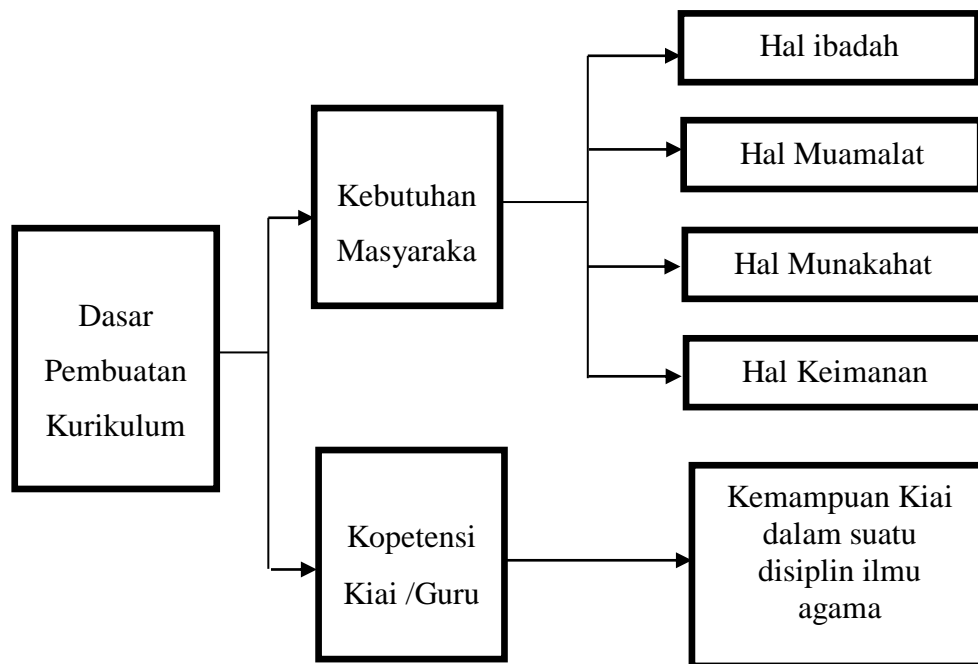 Dasar
Pembuatan
Kurikulum
Kebutuhan
Masyaraka
Hal ibadah
Hal Muamalat
Hal Munakahat
Hal Keimanan
Kopetensi
Kiai /Guru
Kemampuan Kiai
dalam suatu
disiplin ilmu
agama